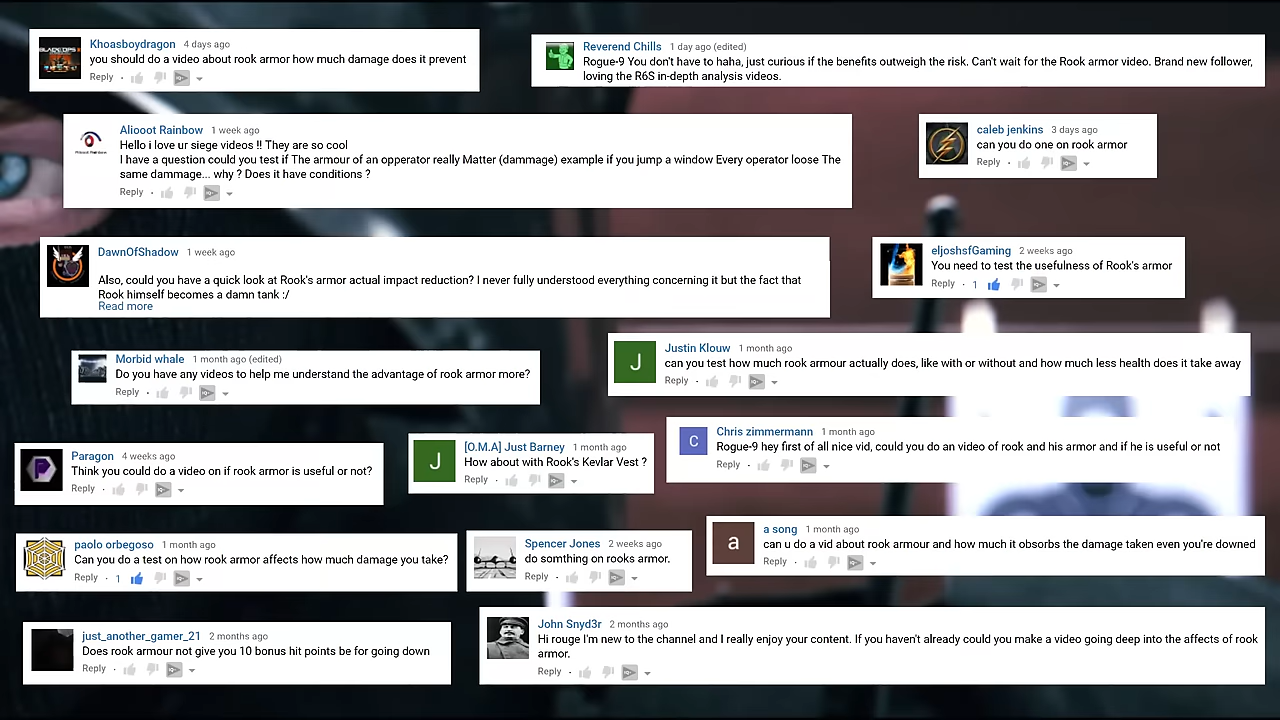 Khoasboydragon 4 days ago
you should do a video about rook armor how much damage does it prevent
Reply
Reverend Chills 1 day ago (edited)
Rogue-9 You don't have to haha, just curious if the benefits outweigh the risk. Can't wait for the Rook armor video. Brand new follower,
loving the R6S in-depth analysis videos.
Aliooot Rainbow 1 week ago
Hello i love ur siege videos !! They are so cool
I have a question could you test if The armour of an opperator really Matter (dammage) example if you jump a window Every operator loose The
same dammage... why ? Does it have conditions ?
Reply
caleb jenkins 3 days ago
can you do one on rook armor
Reply
DawnOfShadow 1 week ago
Also, could you have a quick look at Rook's armor actual impact reduction? I never fully understood everything concerning it but the fact that
Rook himself becomes a damn tank :/
Read more
eljoshsfGaming 2 weeks ago
You need to test the usefulness of Rook's armor
Reply 1
Morbid whale 1 month ago (edited)
Do you have any videos to help me understand the advantage of rook armor more?
Reply
J
Justin Klouw 1 month ago
can you test how much rook armour actually does, like with or without and how much less health does it take away
Reply
Paragon 4 weeks ago
Think you could do a video on if rook armor is useful or not?
Reply
J
[O.M.A] Just Barney 1 month ago
How about with Rook's Kevlar Vest ?
Reply
C
Chris zimmermann 1 month ago
Rogue-9 hey first of all nice vid, could you do an video of rook and his armor and if he is useful or not
Reply
paolo orbegoso 1 month ago
Can you do a test on how rook armor affects how much damage you take?
Reply 1
Spencer Jones 2 weeks ago
do somthing on rooks armor.
Reply
a
a song 1 month ago
can u do a vid about rook armour and how much it obsorbs the damage taken even you're downed
Reply
just_another_gamer_21 2 months ago
Does rook armour not give you 10 bonus hit points be for going down
Reply
John Snyd3r 2 months ago
Hi rouge I'm new to the channel and I really enjoy your content. If you haven't already could you make a video going deep into the affects of rook
armor.
Reply